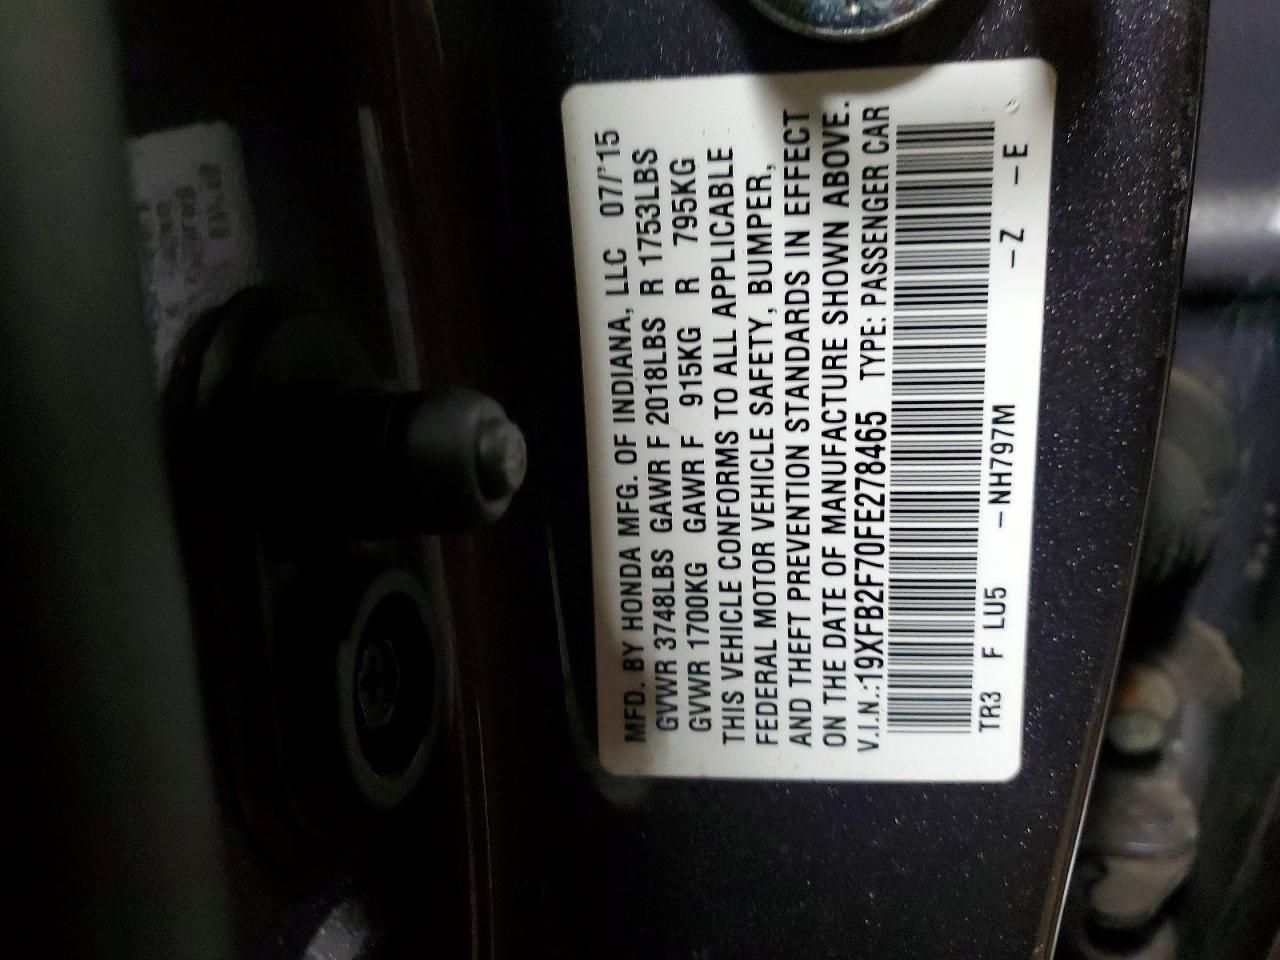 MFD. BY HONDA MFG. OF INDIANA, LLC 07/'15
GVWR 3748LBS GAWR F 2018LBS R 1753LBS
GVWR 1700KG GAWR F 915KG R 795KG
THIS VEHICLE CONFORMS TO ALL APPLICABLE
FEDERAL MOTOR VEHICLE SAFETY, BUMPER,
AND THEFT PREVENTION STANDARDS IN EFFECT
ON THE DATE OF MANUFACTURE SHOWN ABOVE.
V.I.N.:19XFB2F70FE278465 TYPE: PASSENGER CAR
TR3 F LU5 –NH797M –Z –E